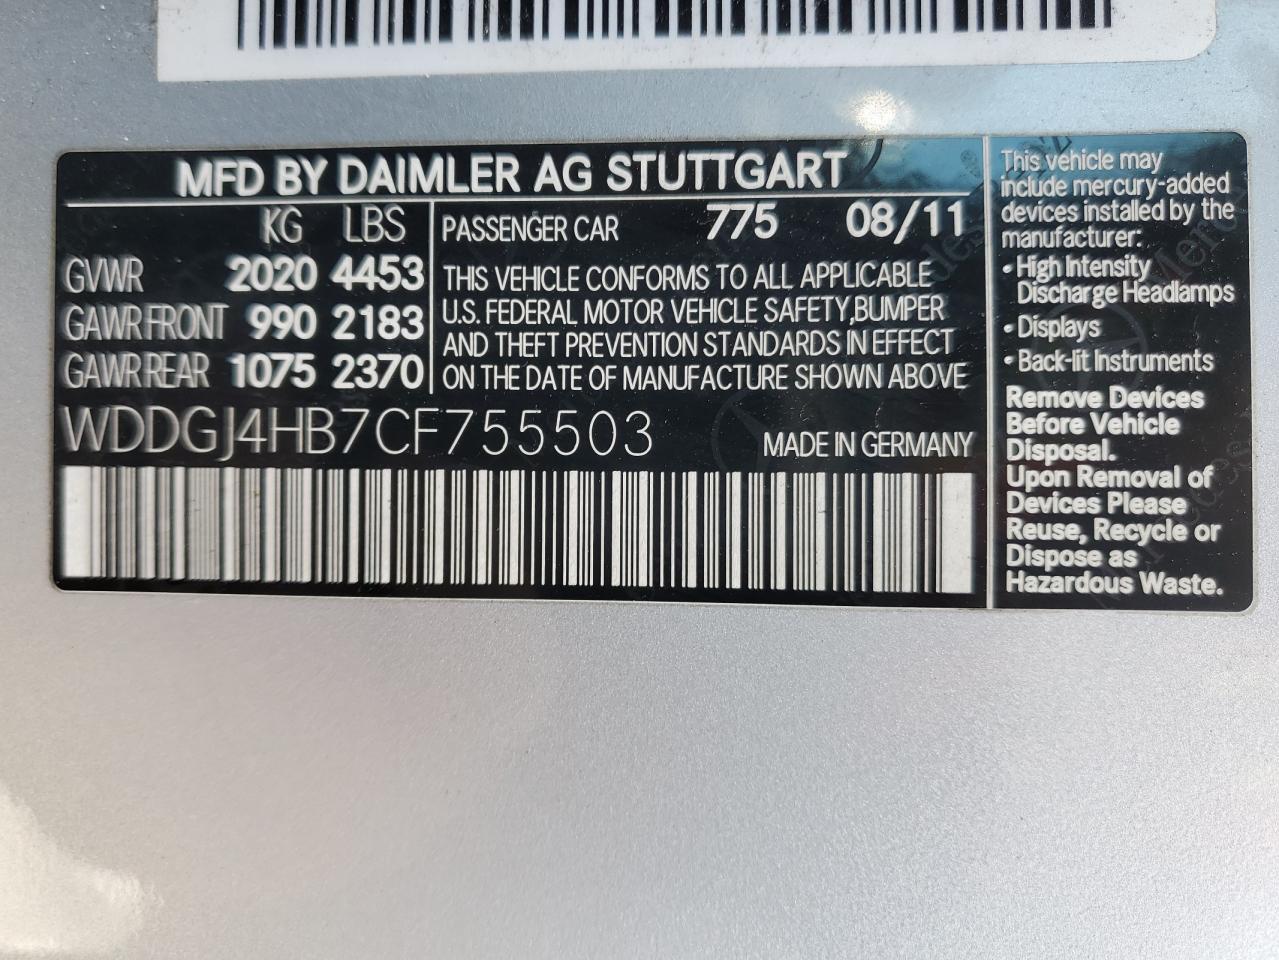 MFD BY DAIMLER AG STUTTGART
KG LBS
GVWR 2020 4453
GAWR FRONT 990 2183
GAWR REAR 1075 2370
PASSENGER CAR 775 08/11
THIS VEHICLE CONFORMS TO ALL APPLICABLE
U.S. FEDERAL MOTOR VEHICLE SAFETY,BUMPER
AND THEFT PREVENTION STANDARDS IN EFFECT
ON THE DATE OF MANUFACTURE SHOWN ABOVE
WDDGJ4HB7CF755503
MADE IN GERMANY
This vehicle may
include mercury-added
devices installed by the
manufacturer:
• High Intensity
Discharge Headlamps
• Displays
• Back-lit Instruments
Remove Devices
Before Vehicle
Disposal.
Upon Removal of
Devices Please
Reuse, Recycle or
Dispose as
Hazardous Waste.